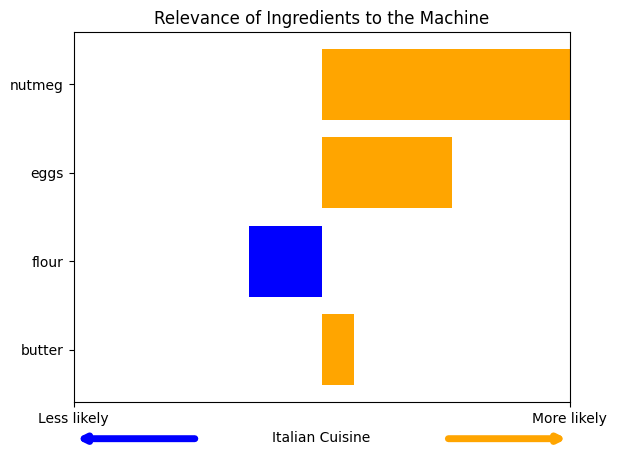 Relevance of Ingredients to the Machine
nutmeg
eggs
flour
butter
Less likely
More likely
Italian Cuisine